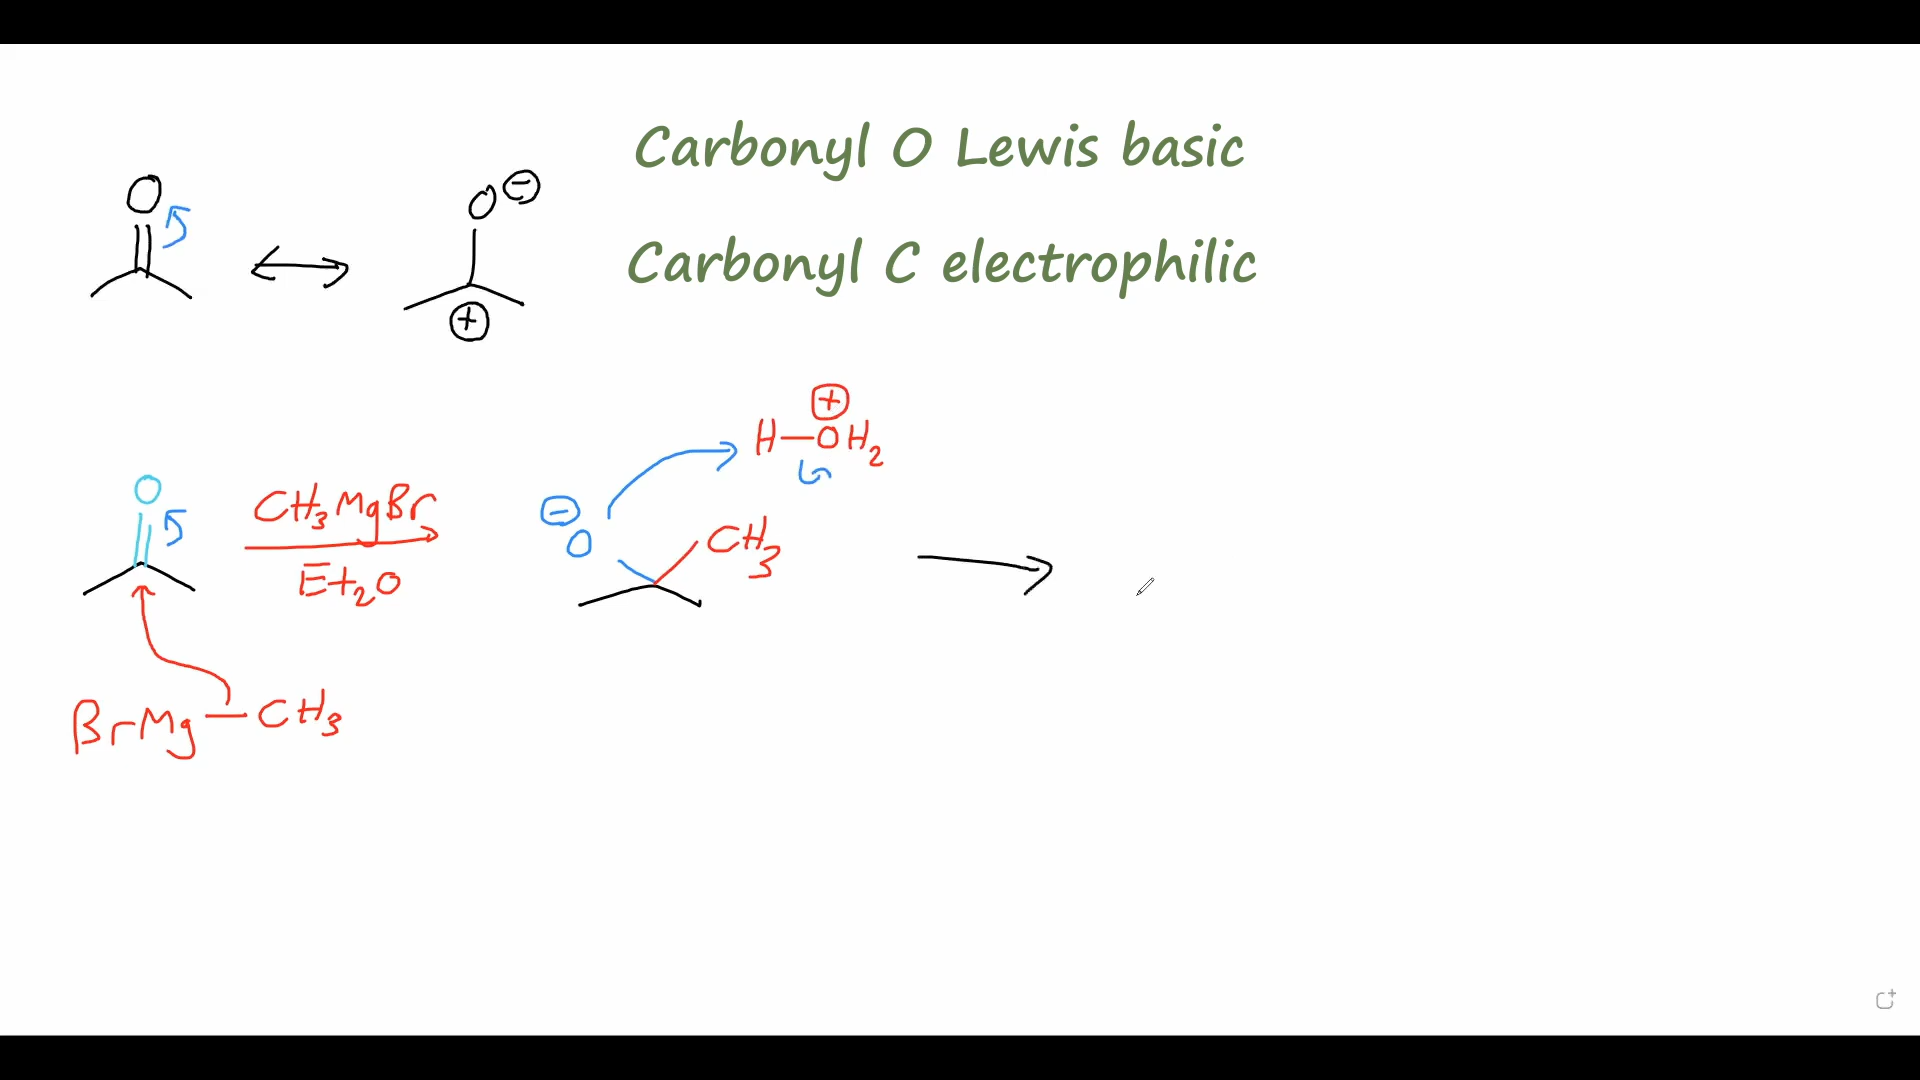 Carbonyl O Lewis basic
O
O ⊖
Carbonyl C electrophilic
⊕
⊕
H—OH₂
O
CH₃MgBr
⊖
O
CH₃
Et₂O
BrMg—CH₃